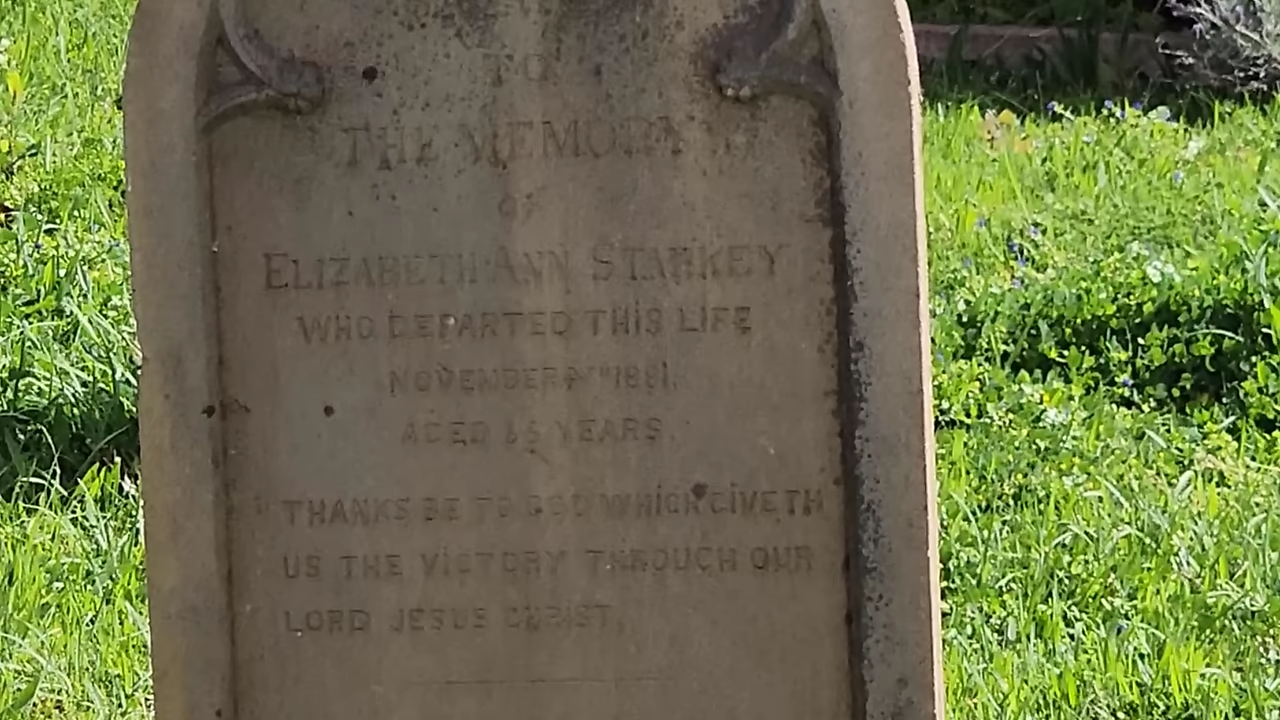 TO
THE MEMORY
OF
ELIZABETH ANN STARKEY
WHO DEPARTED THIS LIFE
NOVEMBER 1881.
AGED YEARS.
"THANKS BE TO GOD WHICH GIVETH
US THE VICTORY THROUGH OUR
LORD JESUS CHRIST.